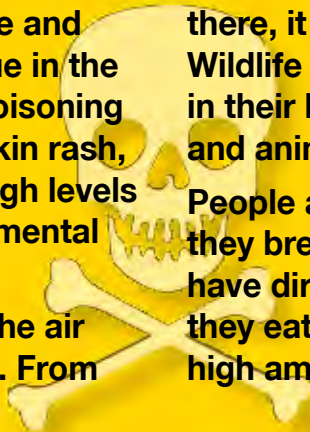 e and
ue in the
oisoning
kin rash,
gh levels
mental
he air
. From
there, it
Wildlife
in their
and anin
People a
they bre
have dir
they eat
high am